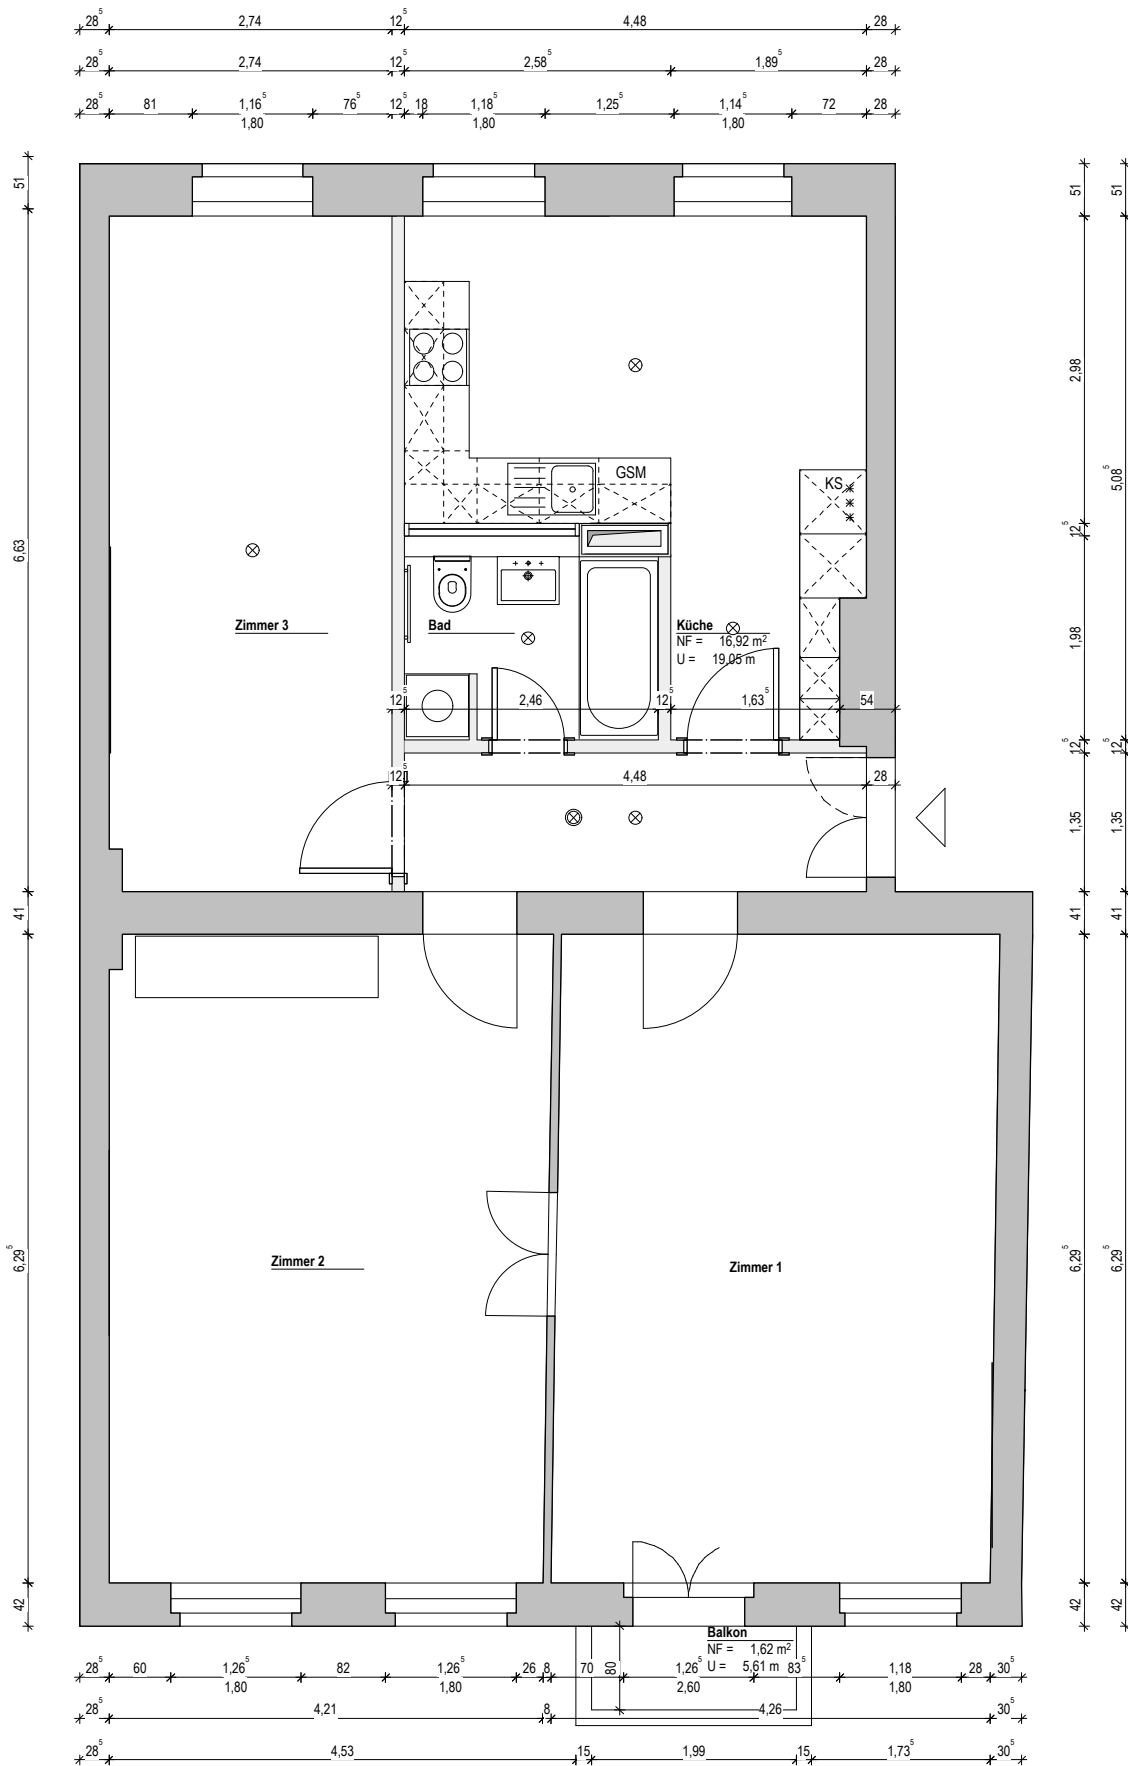 28⁵ 2,74 12⁵ 4,48 28
28⁵ 2,74 12⁵ 2,58⁵ 1,89⁵ 28
28⁵ 81 1,16⁵ 76⁵ 12⁵ 18 1,18⁵ 1,25⁵ 1,14⁵ 72 28
1,80 1,80 1,80
51 51 51
2,98
GSM KS 5,08⁵
12⁵
6,63
Zimmer 3 Bad Küche
NF = 16,92 m²
U = 19,05 m
1,98
12⁵ 2,46 12⁵ 1,63⁵ 54
12⁵ 12⁵
12⁵ 4,48 28
1,35 1,35
41 41 41
6,29⁵ 6,29⁵ 6,29⁵
Zimmer 2 Zimmer 1
42 42 42
Balkon
NF = 1,62 m²
U = 5,61 m
80
28⁵ 60 1,26⁵ 82 1,26⁵ 26 8 70 1,26⁵ 83⁵ 1,18 28 30⁵
1,80 1,80 2,60 1,80
28⁵ 4,21 8 4,26 30⁵
28⁵ 4,53 15 1,99 15 1,73⁵ 30⁵